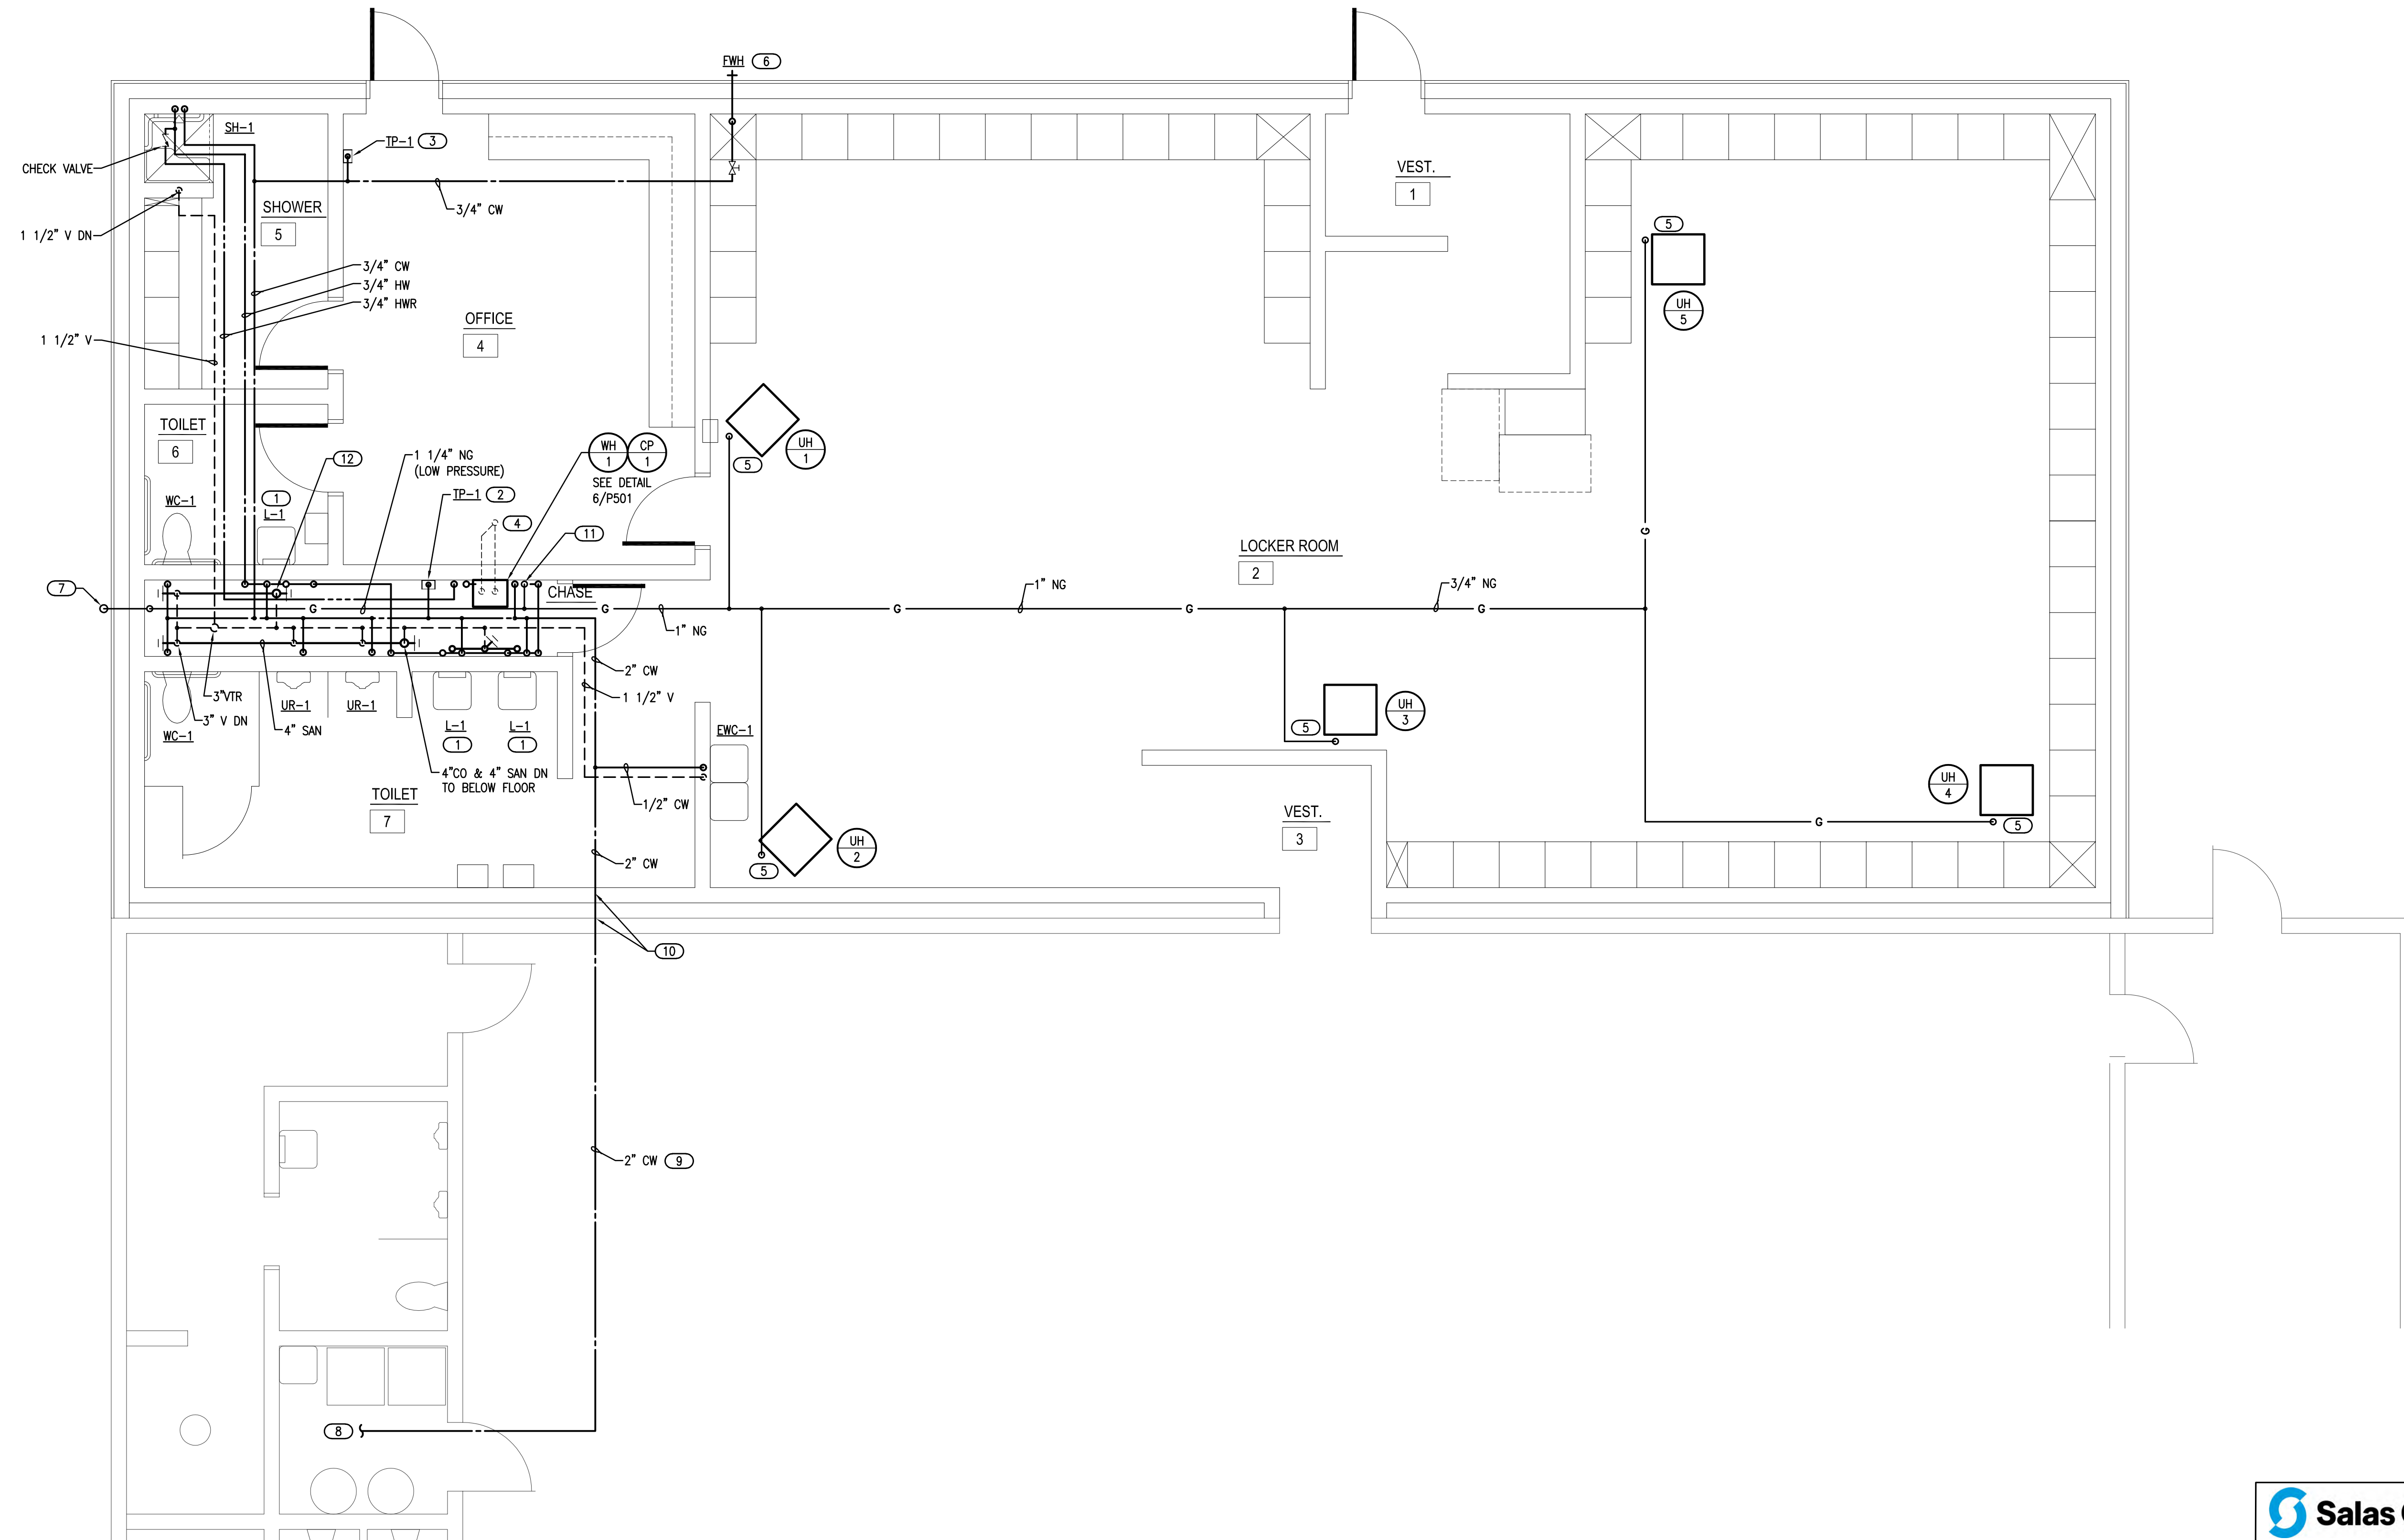 FWH 6
SH-1
TP-1 3
CHECK VALVE
VEST.
1
3/4" CW
SHOWER
5
5
1 1/2" V DN
3/4" CW
3/4" HW
3/4" HWR
UH
5
OFFICE
4
1 1/2" V
TOILET
6
12
1 1/4" NG
(LOW PRESSURE)
WH
1
CP
1
SEE DETAIL
6/P501
UH
1
5
TP-1 2
WC-1
1
L-1
4
11
LOCKER ROOM
2
7
CHASE
G
G
G
1" NG
G
3/4" NG
G
G
1" NG
2" CW
3"VTR
3" V DN
4" SAN
1 1/2" V
WC-1
UR-1
UR-1
L-1
1
L-1
1
EWC-1
UH
3
5
4"CO & 4" SAN DN
TO BELOW FLOOR
TOILET
7
1/2" CW
VEST.
3
UH
4
G
5
UH
2
5
2" CW
10
2" CW 9
8
Salas